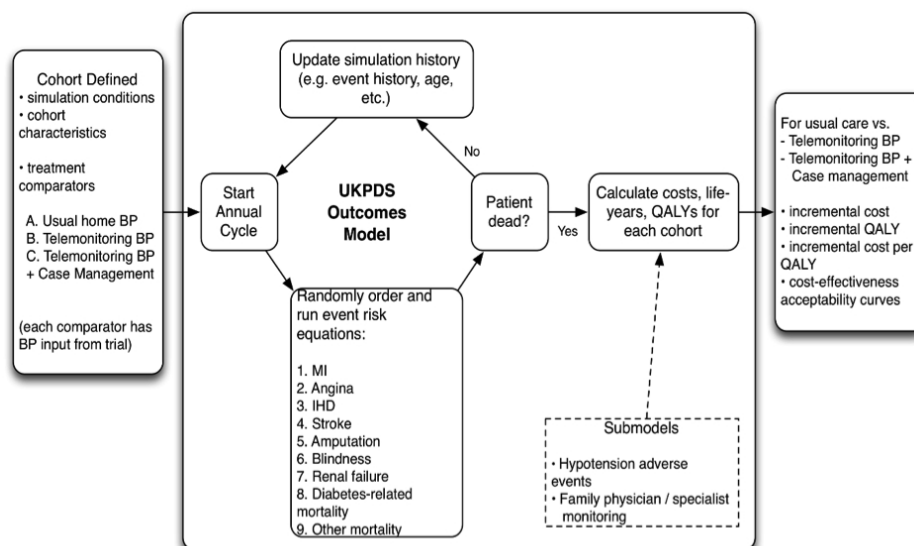 Cohort Defined
• simulation conditions
• cohort
characteristics
• treatment
comparators
A. Usual home BP
B. Telemonitoring BP
C. Telemonitoring BP
+ Case Management
(each comparator has
BP input from trial)
Update simulation history
(e.g. event history, age,
etc.)
Start
Annual
Cycle
UKPDS
Outcomes
Model
No
Patient
dead?
Yes
Randomly order and
run event risk
equations:
1. MI
2. Angina
3. IHD
4. Stroke
5. Amputation
6. Blindness
7. Renal failure
8. Diabetes-related
mortality
9. Other mortality
Calculate costs, life-
years, QALYs for
each cohort
Submodels
• Hypotension adverse
events
• Family physician / specialist
monitoring
For usual care vs.
- Telemonitoring BP
- Telemonitoring BP +
Case management
• incremental cost
• incremental QALY
• incremental cost per
QALY
• cost-effectiveness
acceptability curves